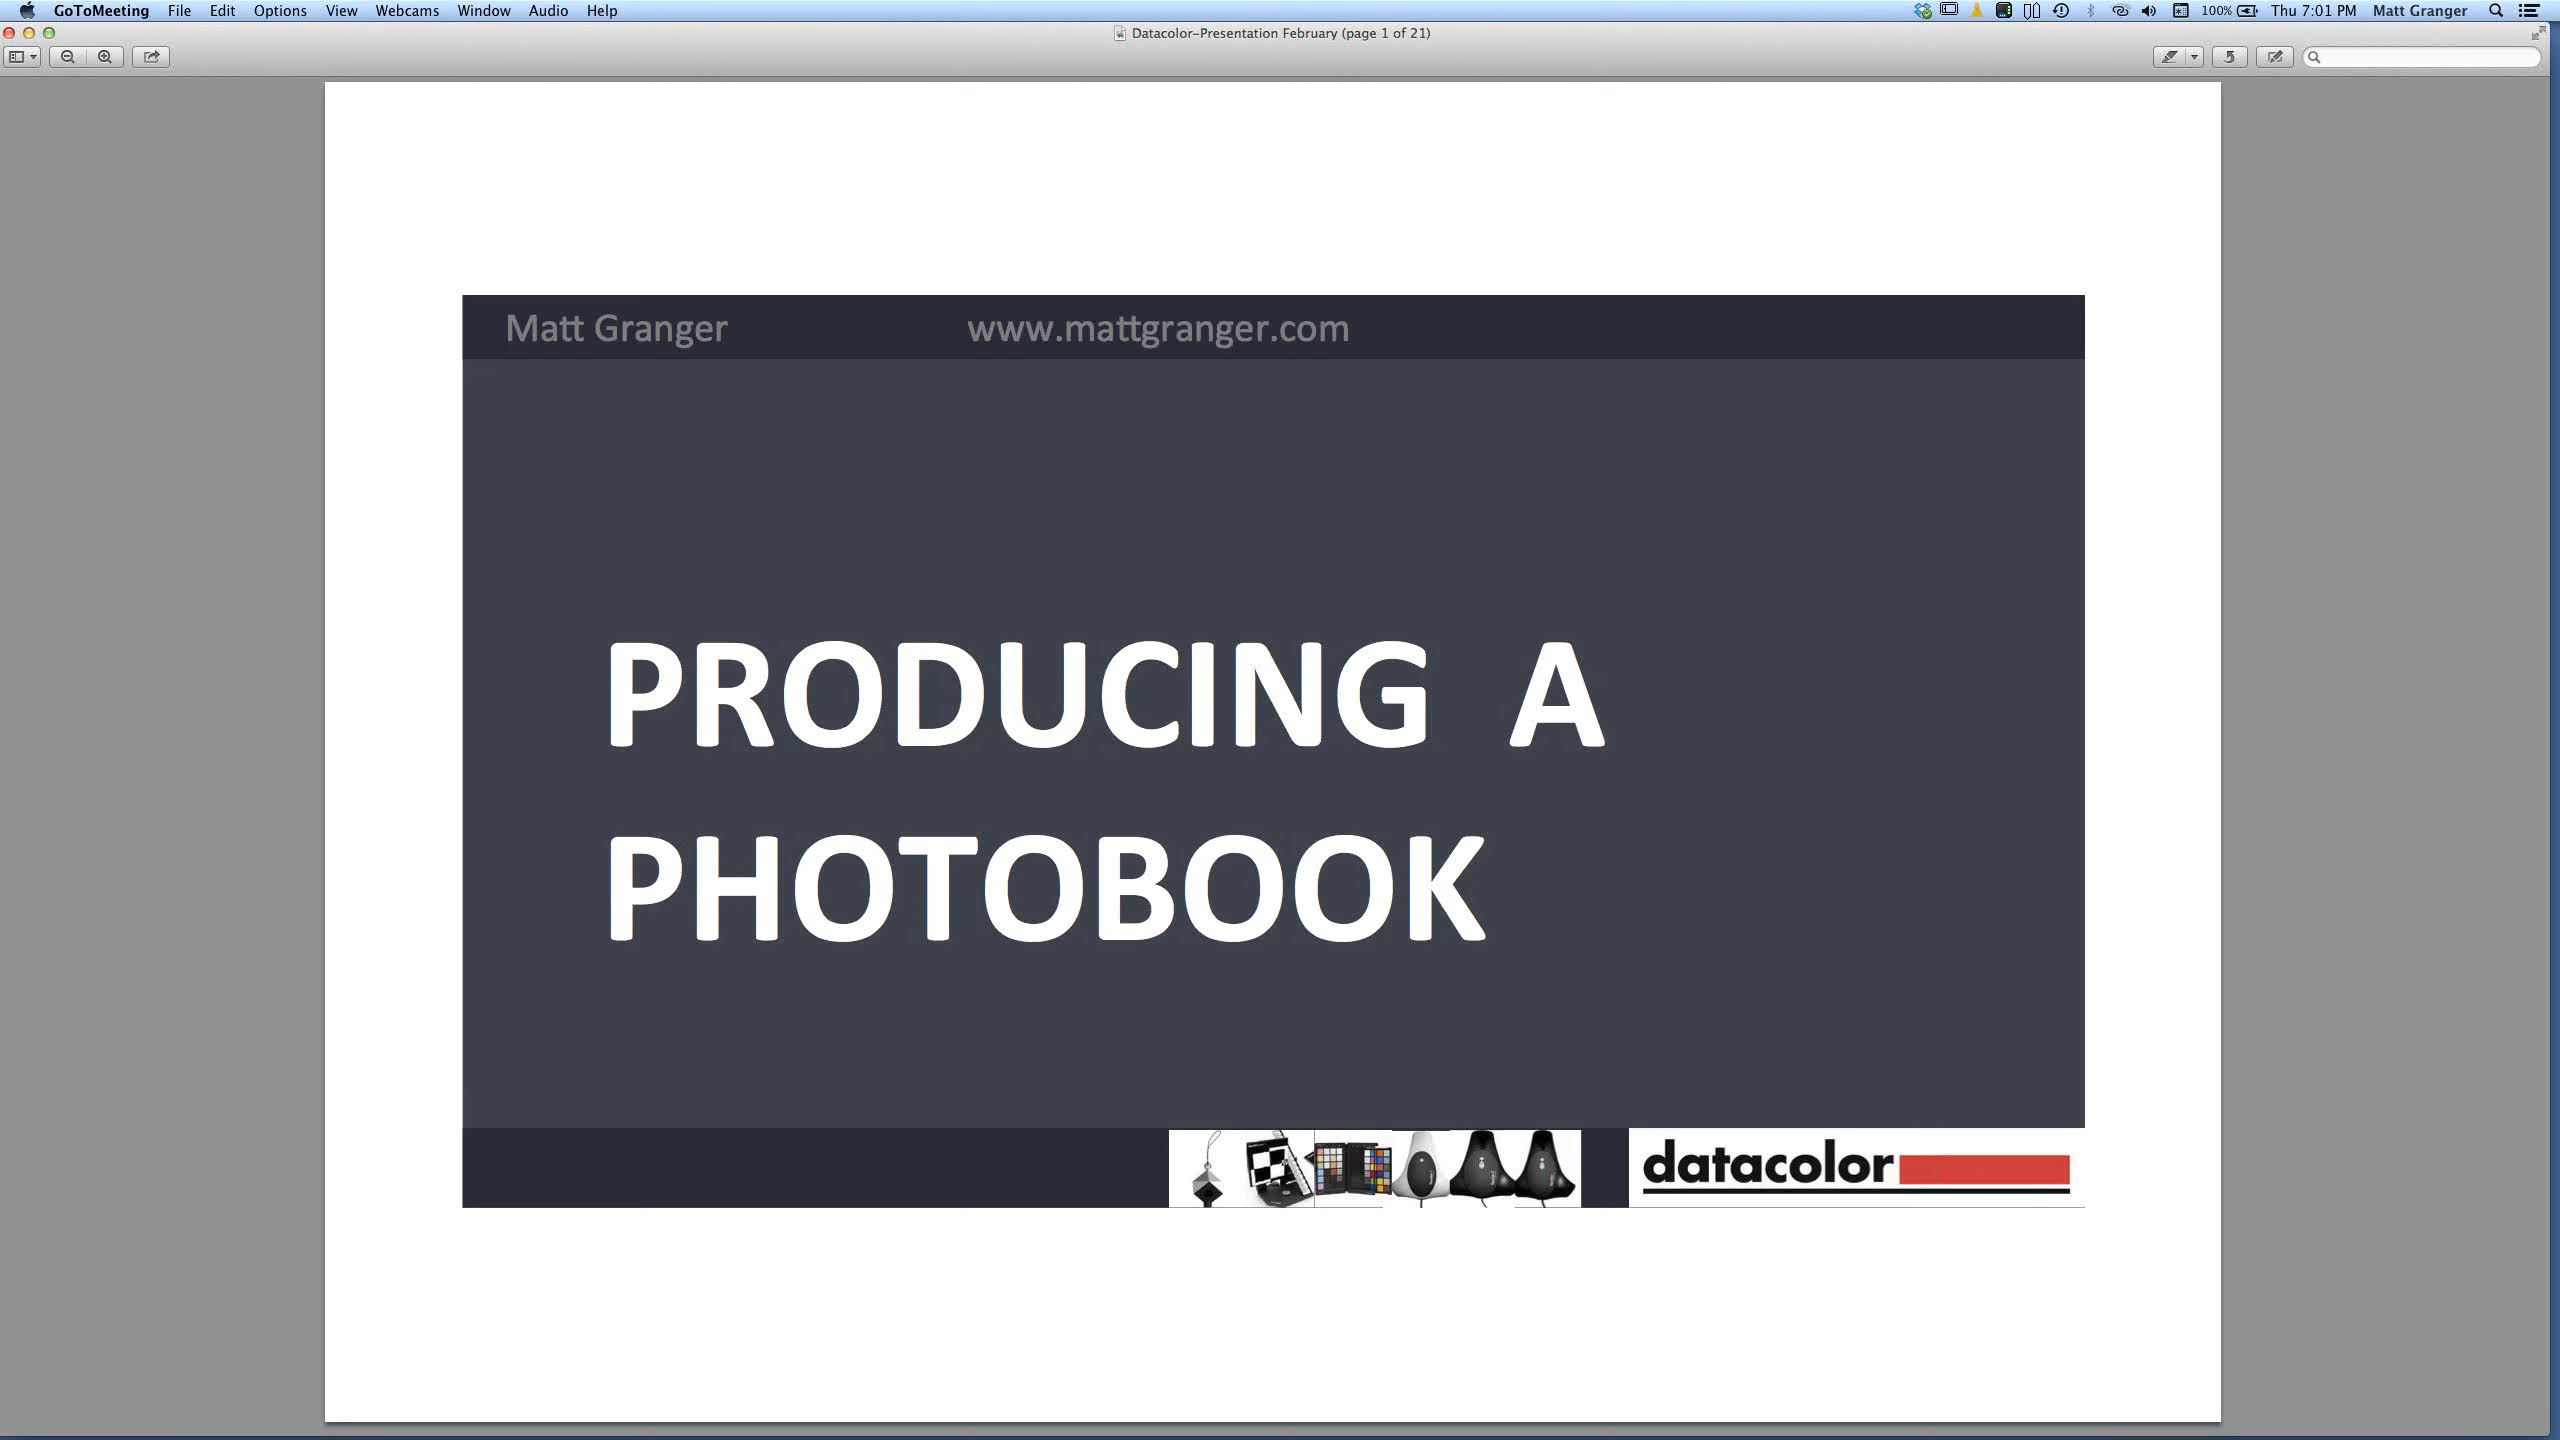 GoToMeeting File Edit Options View Webcams Window Audio Help 100% Thu 7:01 PM Matt Granger
Datacolor-Presentation February (page 1 of 21)
Matt Granger www.mattgranger.com
PRODUCING A
PHOTOBOOK
datacolor